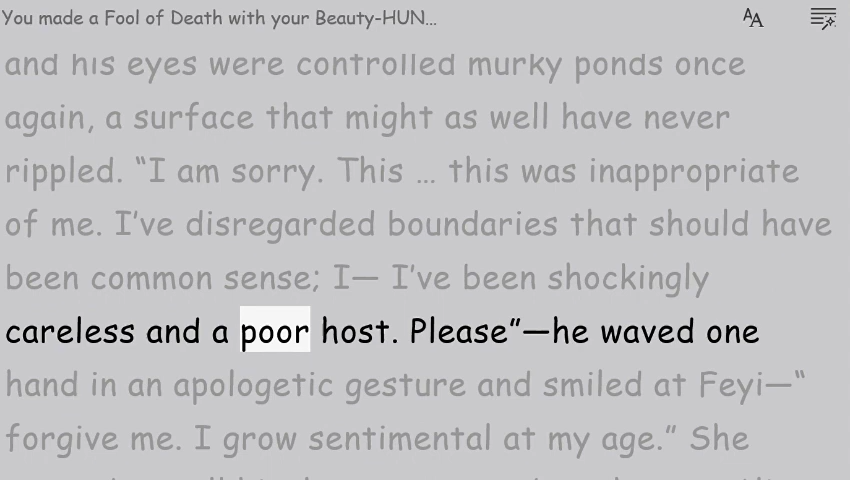 You made a Fool of Death with your Beauty-HUN...
and his eyes were controlled murky ponds once
again, a surface that might as well have never
rippled. “I am sorry. This … this was inappropriate
of me. I’ve disregarded boundaries that should have
been common sense; I— I’ve been shockingly
careless and a poor host. Please”—he waved one
hand in an apologetic gesture and smiled at Feyi—“
forgive me. I grow sentimental at my age.” She